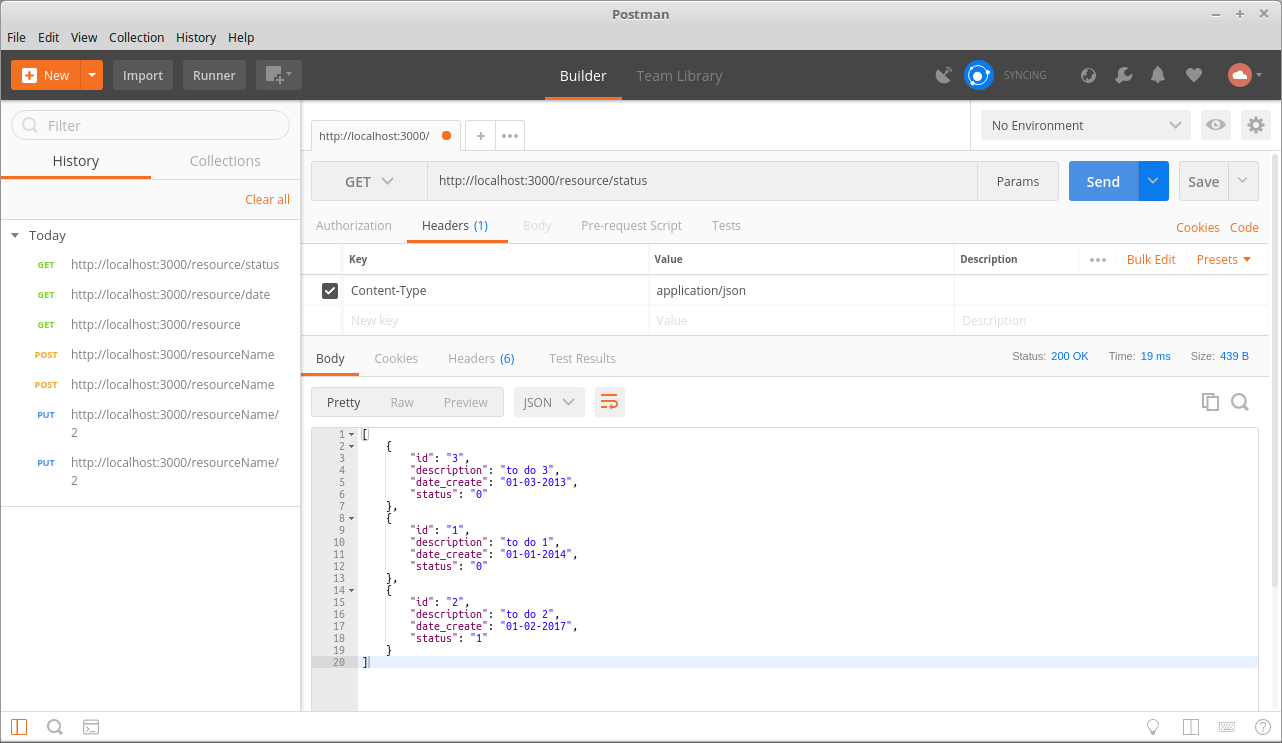 Postman
File Edit View Collection History Help
New Import Runner Builder Team Library SYNCING
Filter
History Collections
Clear all
Today
GET http://localhost:3000/resource/status
GET http://localhost:3000/resource/date
GET http://localhost:3000/resource
POST http://localhost:3000/resourceName
POST http://localhost:3000/resourceName
PUT http://localhost:3000/resourceName/
2
PUT http://localhost:3000/resourceName/
2
http://localhost:3000/ + ••• No Environment
GET http://localhost:3000/resource/status Params Send Save
Authorization Headers (1) Body Pre-request Script Tests Cookies Code
Key Value Description ••• Bulk Edit Presets
Content-Type application/json
New key Value Description
Body Cookies Headers (6) Test Results Status: 200 OK Time: 19 ms Size: 439 B
Pretty Raw Preview JSON
1 [
2 {
3 "id": "3",
4 "description": "to do 3",
5 "date_create": "01-03-2013",
6 "status": "0"
7 },
8 {
9 "id": "1",
10 "description": "to do 1",
11 "date_create": "01-01-2014",
12 "status": "0"
13 },
14 {
15 "id": "2",
16 "description": "to do 2",
17 "date_create": "01-02-2017",
18 "status": "1"
19 }
20 ]